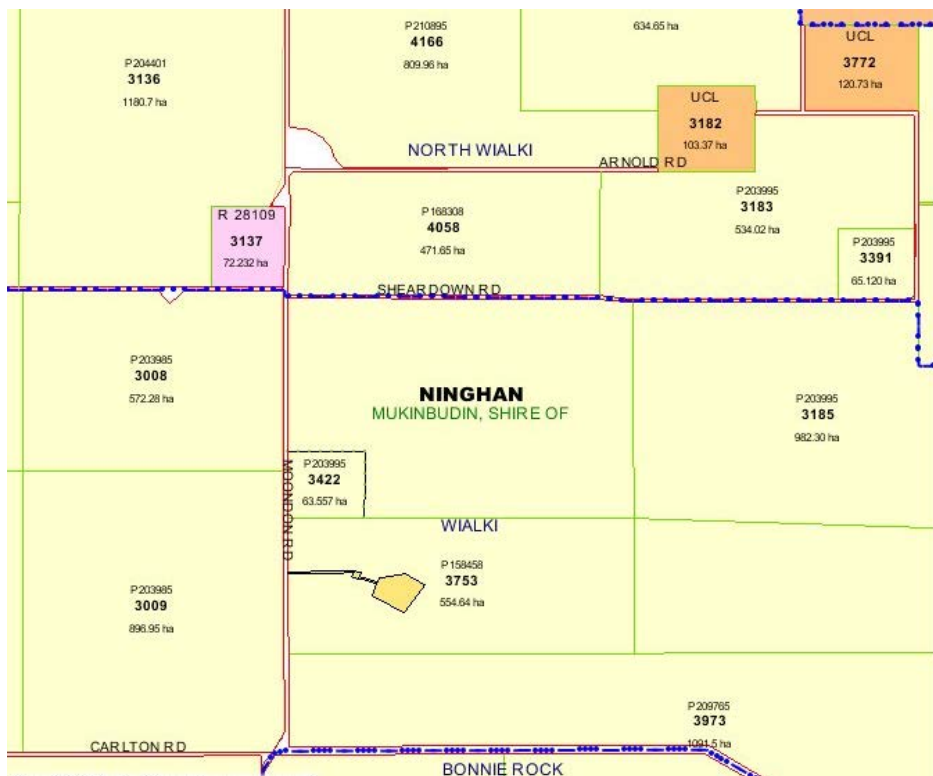 P210895
4166
809.96 ha
634.65 ha
UCL
3772
120.73 ha
P204401
3136
1180.7 ha
UCL
3182
103.37 ha
NORTH WIALKI
ARNOLD RD
R 28109
3137
72.232 ha
P168308
4058
471.65 ha
P203995
3183
534.02 ha
P203995
3391
65.120 ha
SHEARDOWN RD
P203985
3008
572.28 ha
NINGHAN
MUKINBUDIN, SHIRE OF
P203995
3185
982.30 ha
MOONDON RD
P203995
3422
63.557 ha
WIALKI
P158458
3753
554.64 ha
P203985
3009
896.95 ha
P209765
3973
1091.5 ha
CARLTON RD
BONNIE ROCK